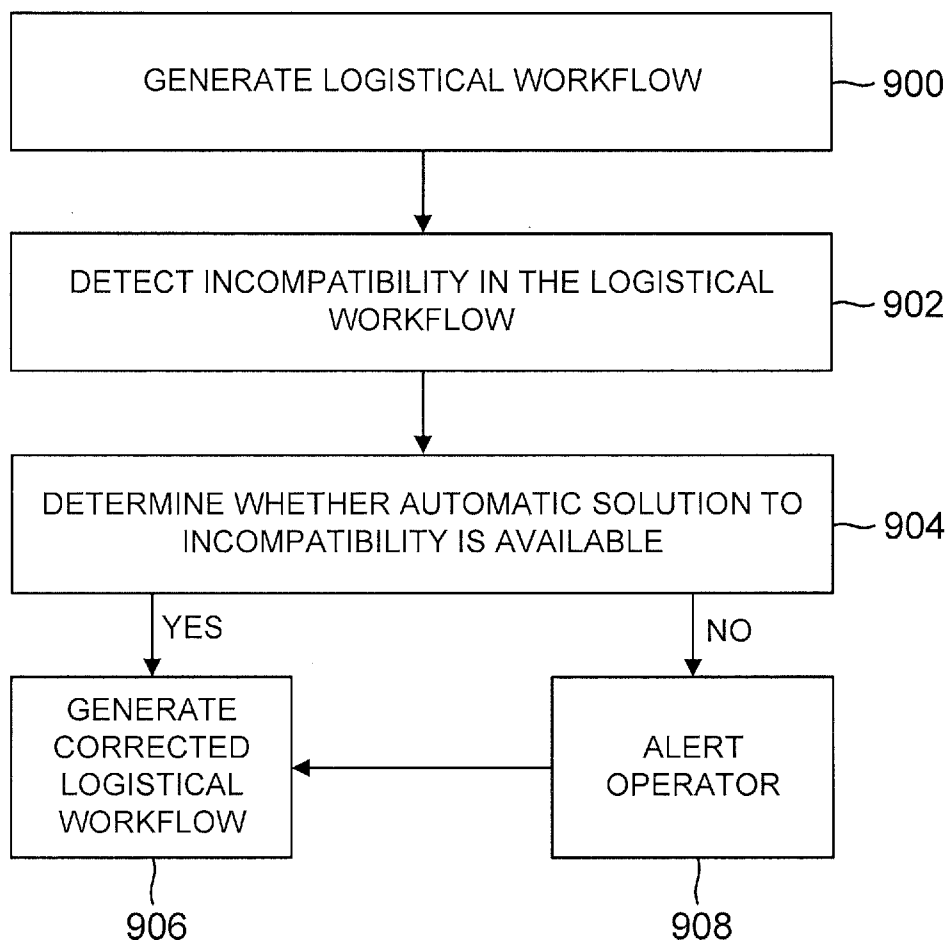 GENERATE LOGISTICAL WORKFLOW
900
DETECT INCOMPATIBILITY IN THE LOGISTICAL
WORKFLOW
902
DETERMINE WHETHER AUTOMATIC SOLUTION TO
INCOMPATIBILITY IS AVAILABLE
904
YES
NO
GENERATE
CORRECTED
LOGISTICAL
WORKFLOW
ALERT
OPERATOR
906
908